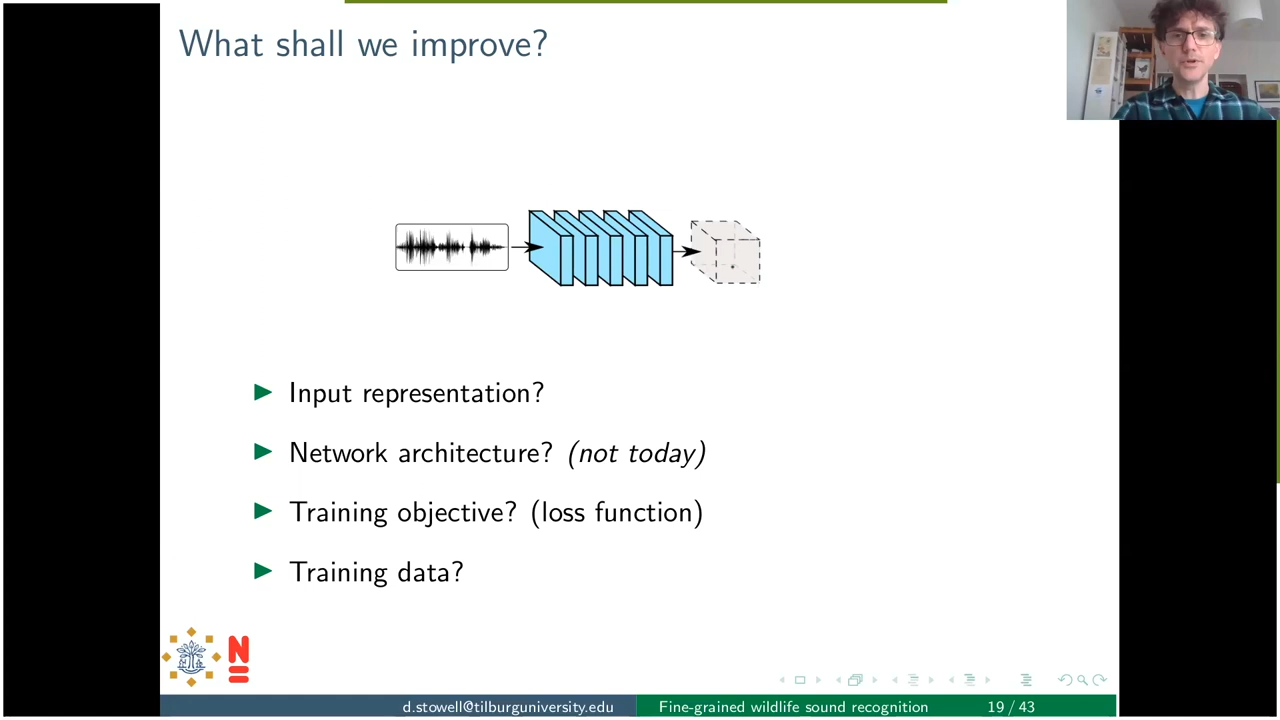 What shall we improve?
Input representation?
Network architecture? (not today)
Training objective? (loss function)
Training data?
N
d.stowell@tilburguniversity.edu Fine-grained wildlife sound recognition 19 / 43